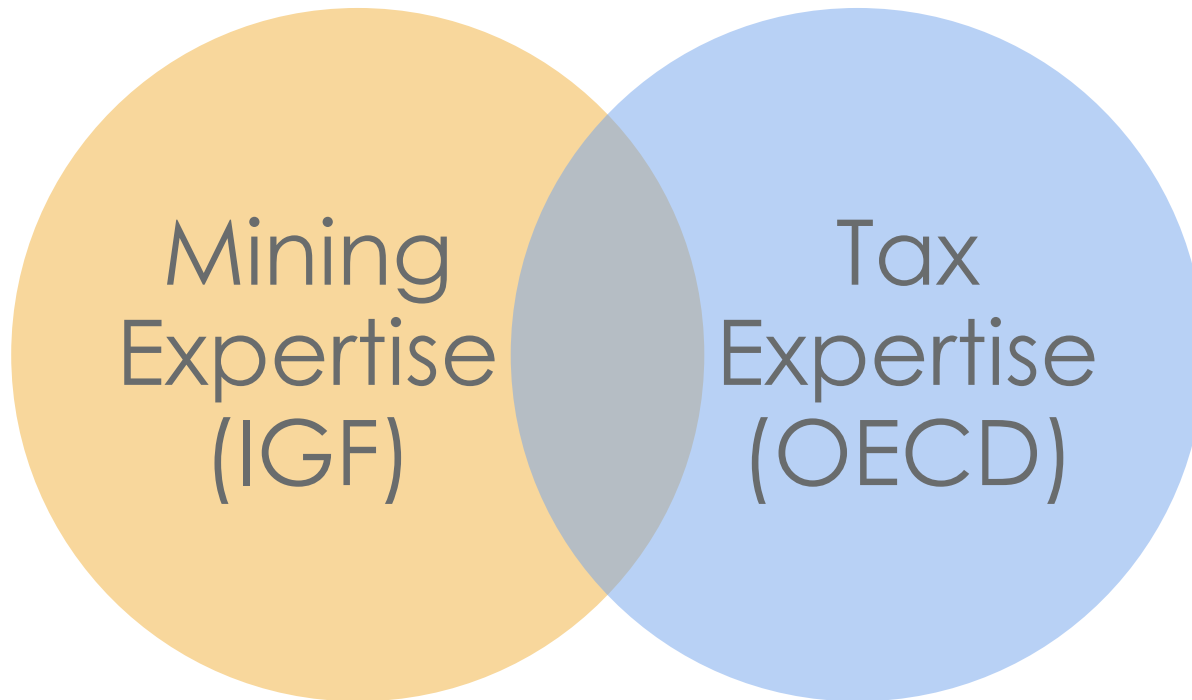 Mining
Expertise
(IGF)
Tax
Expertise
(OECD)